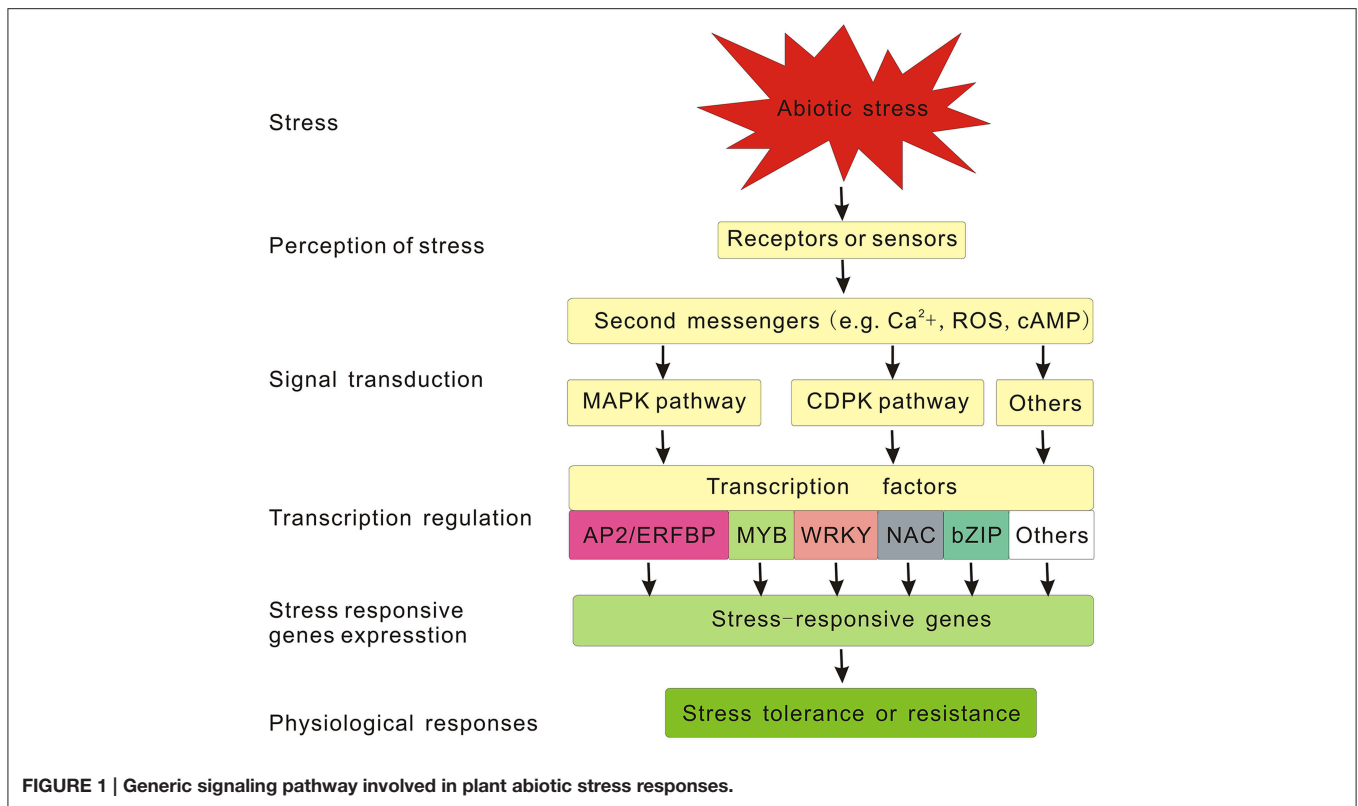 Stress
Abiotic stress
Perception of stress
Receptors or sensors
Second messengers (e.g. Ca²+, ROS, cAMP)
Signal transduction
MAPK pathway
CDPK pathway
Others
Transcription factors
Transcription regulation
AP2/ERFBP
MYB
WRKY
NAC
bZIP
Others
Stress responsive
genes expresstion
Stress-responsive genes
Physiological responses
Stress tolerance or resistance
FIGURE 1 | Generic signaling pathway involved in plant abiotic stress responses.